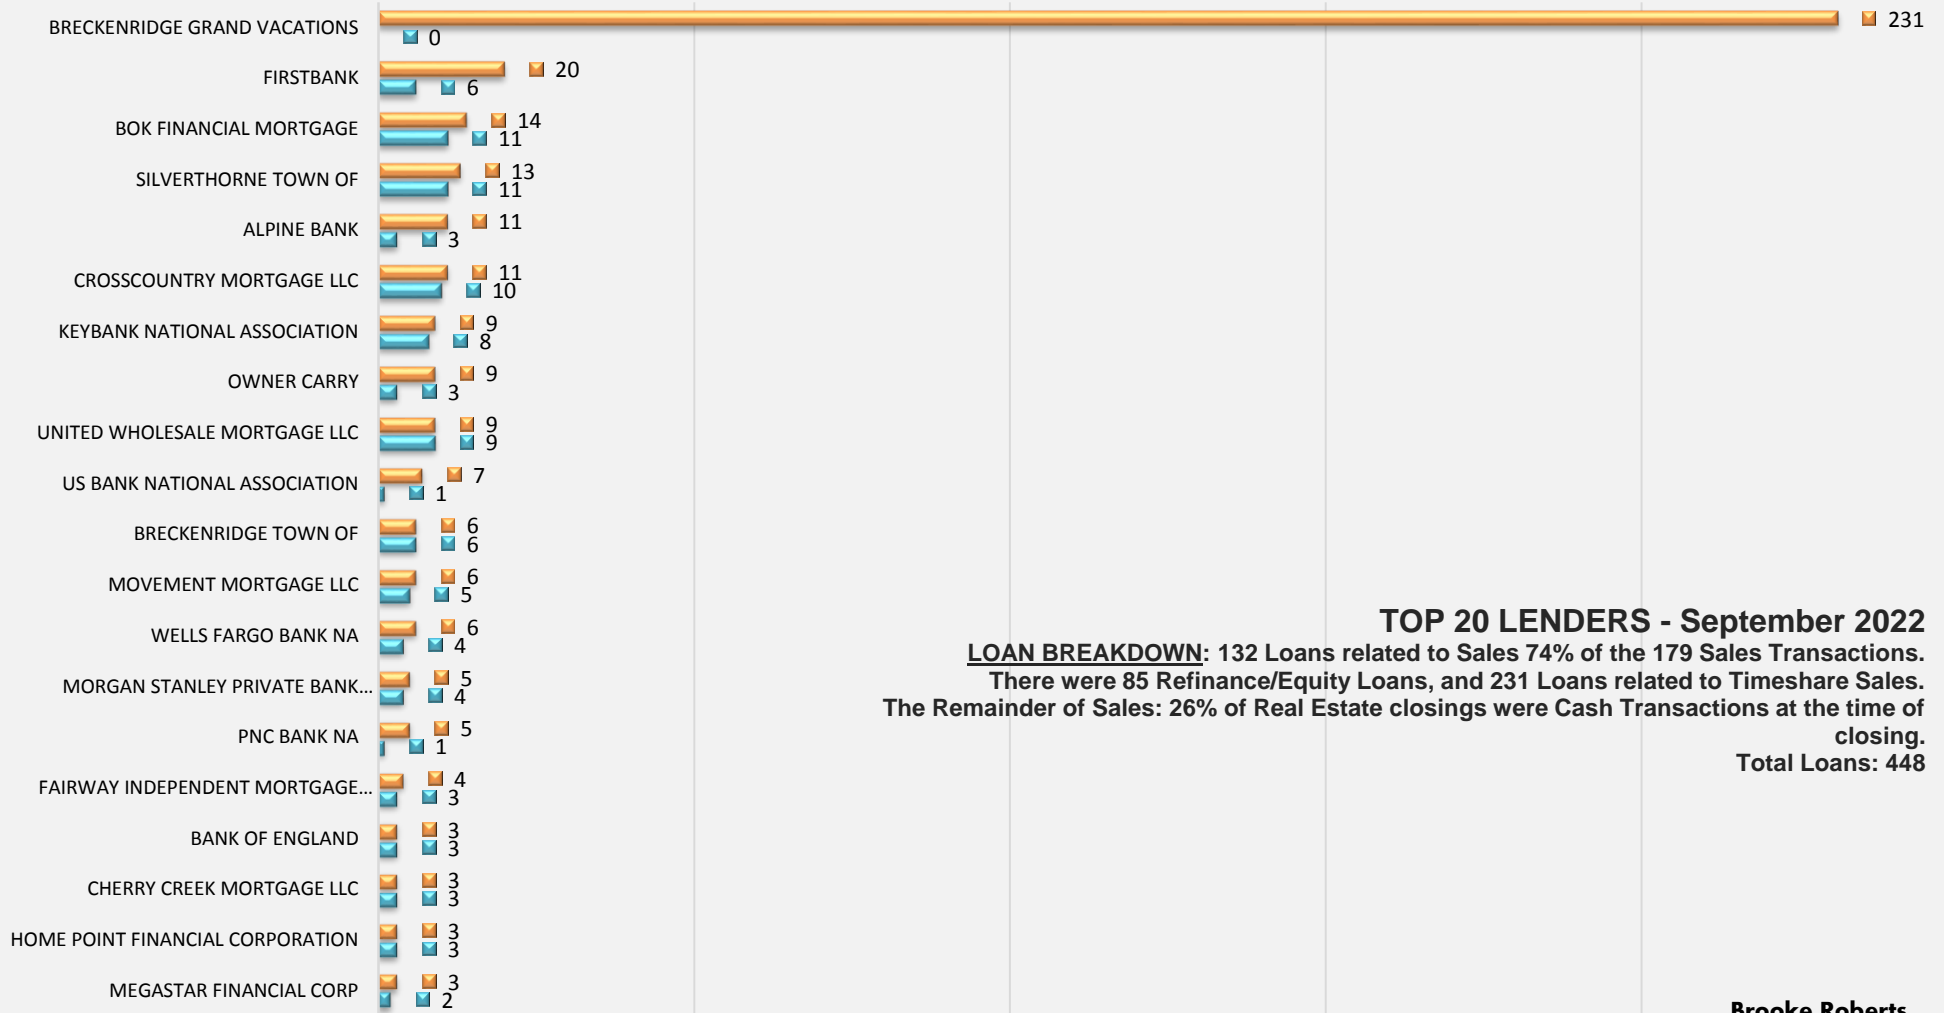 BRECKENRIDGE GRAND VACATIONS
231
0
FIRSTBANK
20
6
BOK FINANCIAL MORTGAGE
14
11
SILVERTHORNE TOWN OF
13
11
ALPINE BANK
11
3
CROSSCOUNTRY MORTGAGE LLC
11
10
KEYBANK NATIONAL ASSOCIATION
9
8
OWNER CARRY
9
3
UNITED WHOLESALE MORTGAGE LLC
9
9
US BANK NATIONAL ASSOCIATION
7
1
BRECKENRIDGE TOWN OF
6
6
MOVEMENT MORTGAGE LLC
6
5
WELLS FARGO BANK NA
6
4
MORGAN STANLEY PRIVATE BANK...
5
4
PNC BANK NA
5
1
FAIRWAY INDEPENDENT MORTGAGE...
4
3
BANK OF ENGLAND
3
3
CHERRY CREEK MORTGAGE LLC
3
3
HOME POINT FINANCIAL CORPORATION
3
3
MEGASTAR FINANCIAL CORP
3
2
TOP 20 LENDERS - September 2022
LOAN BREAKDOWN: 132 Loans related to Sales 74% of the 179 Sales Transactions.
There were 85 Refinance/Equity Loans, and 231 Loans related to Timeshare Sales.
The Remainder of Sales: 26% of Real Estate closings were Cash Transactions at the time of
closing.
Total Loans: 448
Brooke Roberts